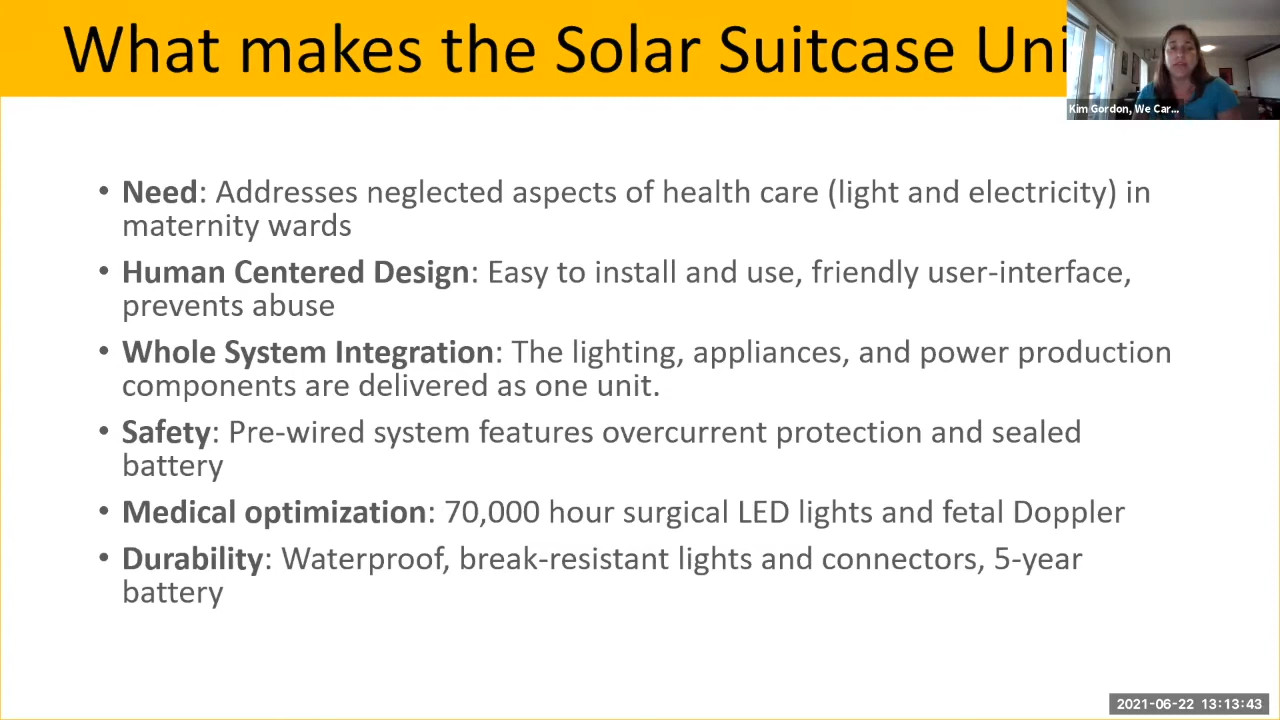 What makes the Solar Suitcase Uni
Kim Gordon, We Car...
• Need: Addresses neglected aspects of health care (light and electricity) in
maternity wards
• Human Centered Design: Easy to install and use, friendly user-interface,
prevents abuse
• Whole System Integration: The lighting, appliances, and power production
components are delivered as one unit.
• Safety: Pre-wired system features overcurrent protection and sealed
battery
• Medical optimization: 70,000 hour surgical LED lights and fetal Doppler
• Durability: Waterproof, break-resistant lights and connectors, 5-year
battery
2021-06-22 13:13:43